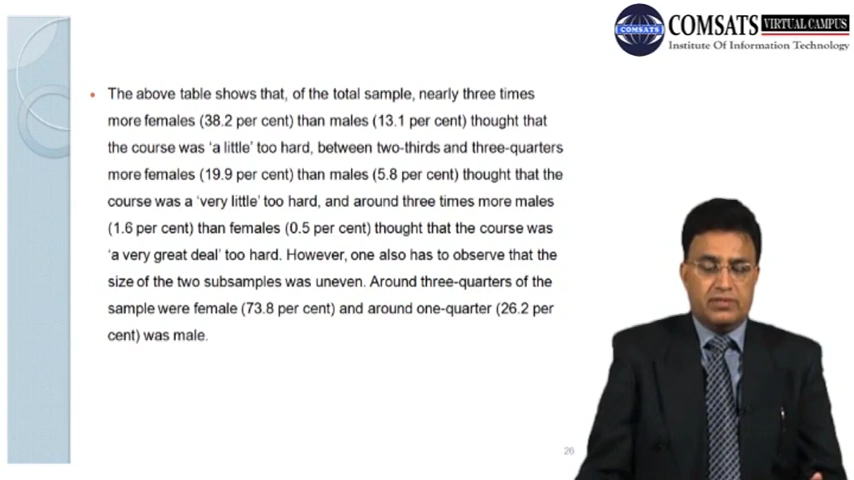 COMSATS
COMSATS VIRTUAL CAMPUS
Institute Of Information Technology
• The above table shows that, of the total sample, nearly three times
more females (38.2 per cent) than males (13.1 per cent) thought that
the course was ‘a little’ too hard, between two-thirds and three-quarters
more females (19.9 per cent) than males (5.8 per cent) thought that the
course was a ‘very little’ too hard, and around three times more males
(1.6 per cent) than females (0.5 per cent) thought that the course was
‘a very great deal’ too hard. However, one also has to observe that the
size of the two subsamples was uneven. Around three-quarters of the
sample were female (73.8 per cent) and around one-quarter (26.2 per
cent) was male.
26